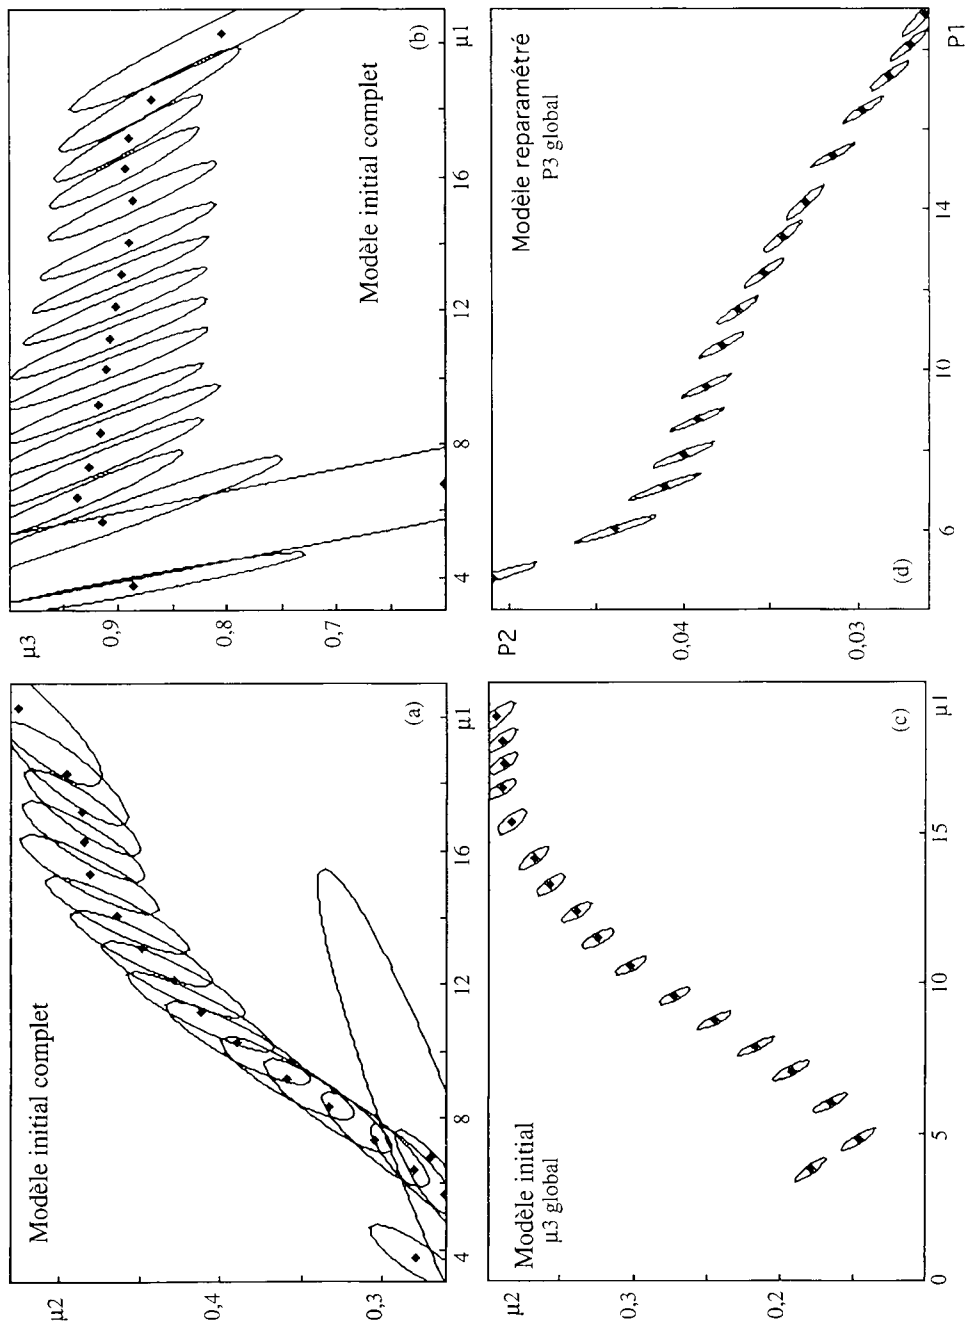 Modèle initial complet
(a)
µ2
0,4
0,3
4
8
12
16
µ1
Modèle initial complet
(b)
µ3
0,9
0,8
0,7
4
8
12
16
µ1
Modèle initial
µ3 global
(c)
µ2
0,3
0,2
0
5
10
15
µ1
Modèle reparamétré
P3 global
(d)
P2
0,04
0,03
6
10
14
P1